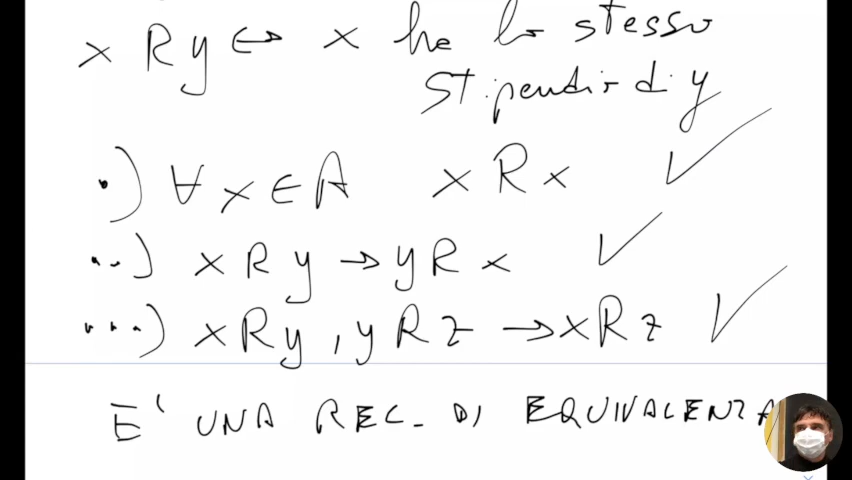 x R y ↔ x ha lo stesso
stipendio di y
•) ∀ x ∈ A x R x ✓
••) x R y → y R x ✓
•••) x R y , y R z → x R z ✓
E' UNA REL. DI EQUIVALENZA